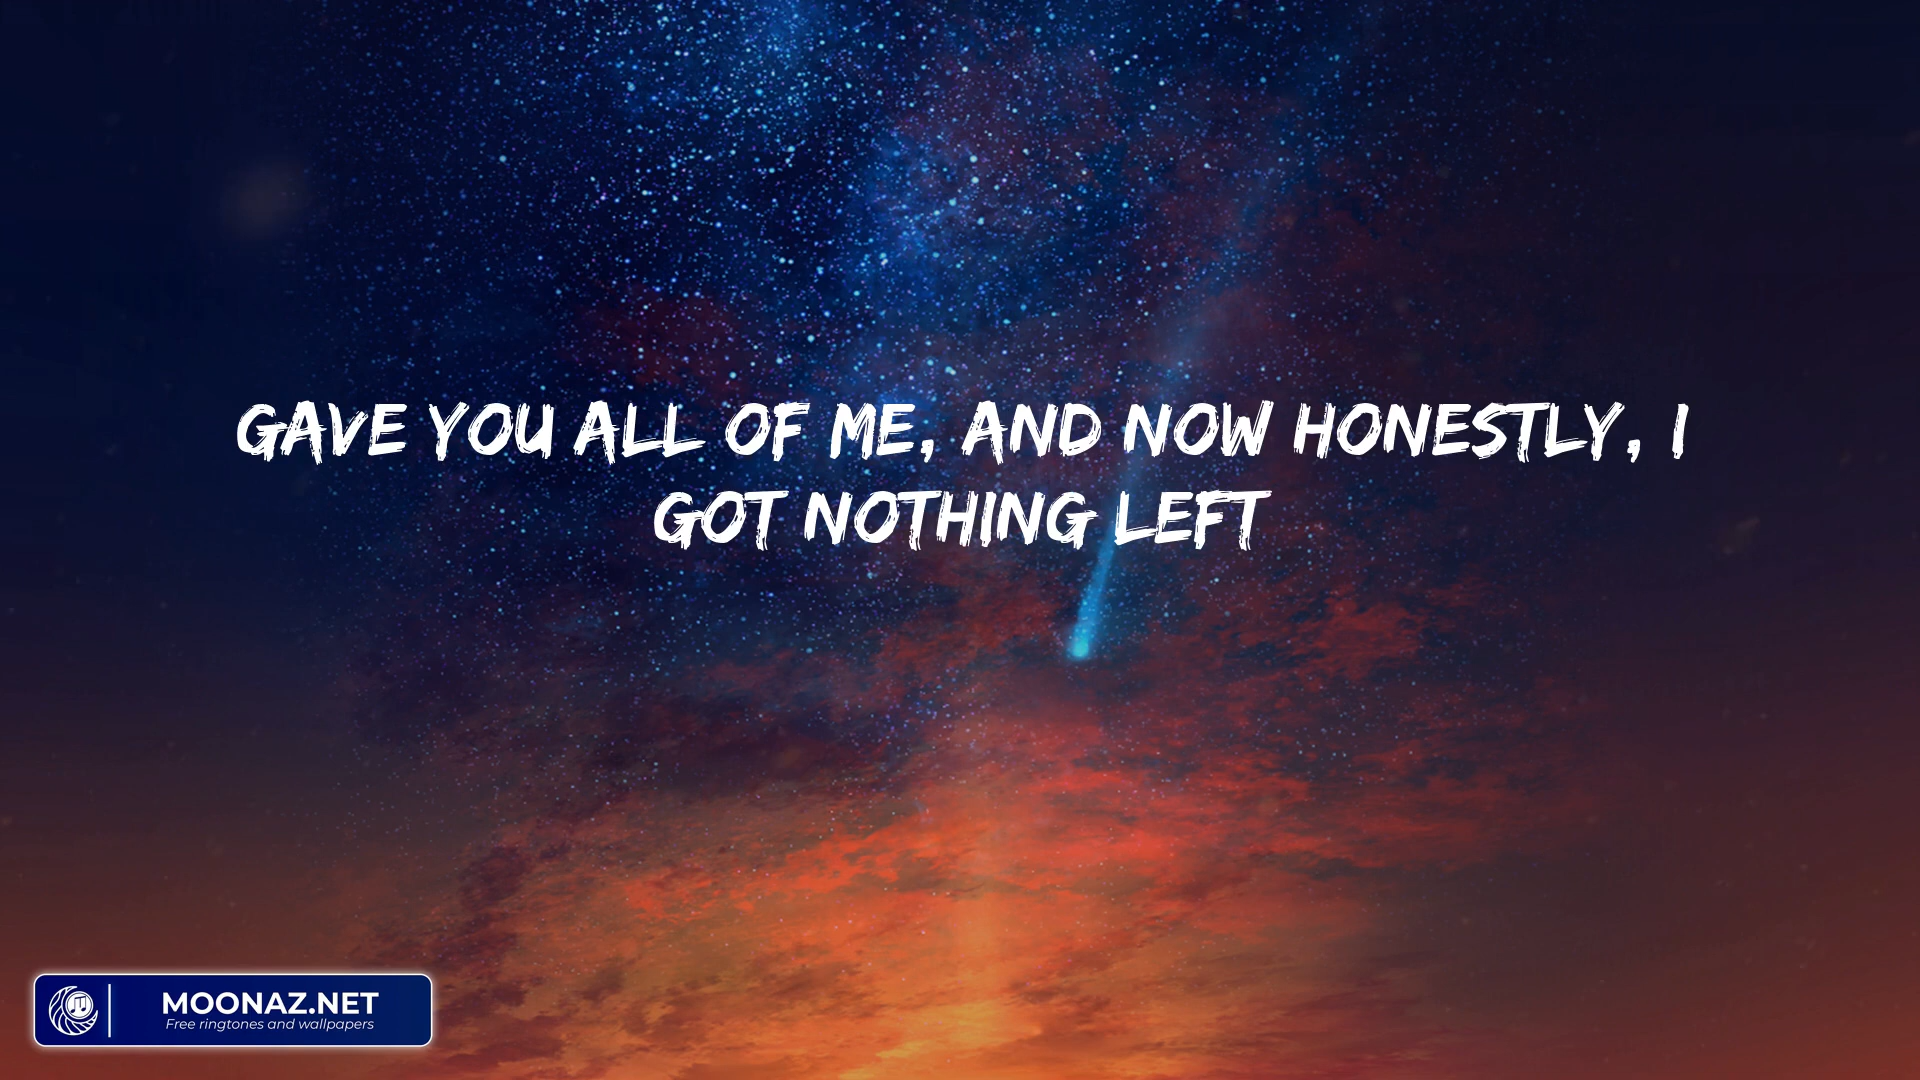 GAVE YOU ALL OF ME, AND NOW HONESTLY, I
GOT NOTHING LEFT
MOONAZ.NET
Free ringtones and wallpapers